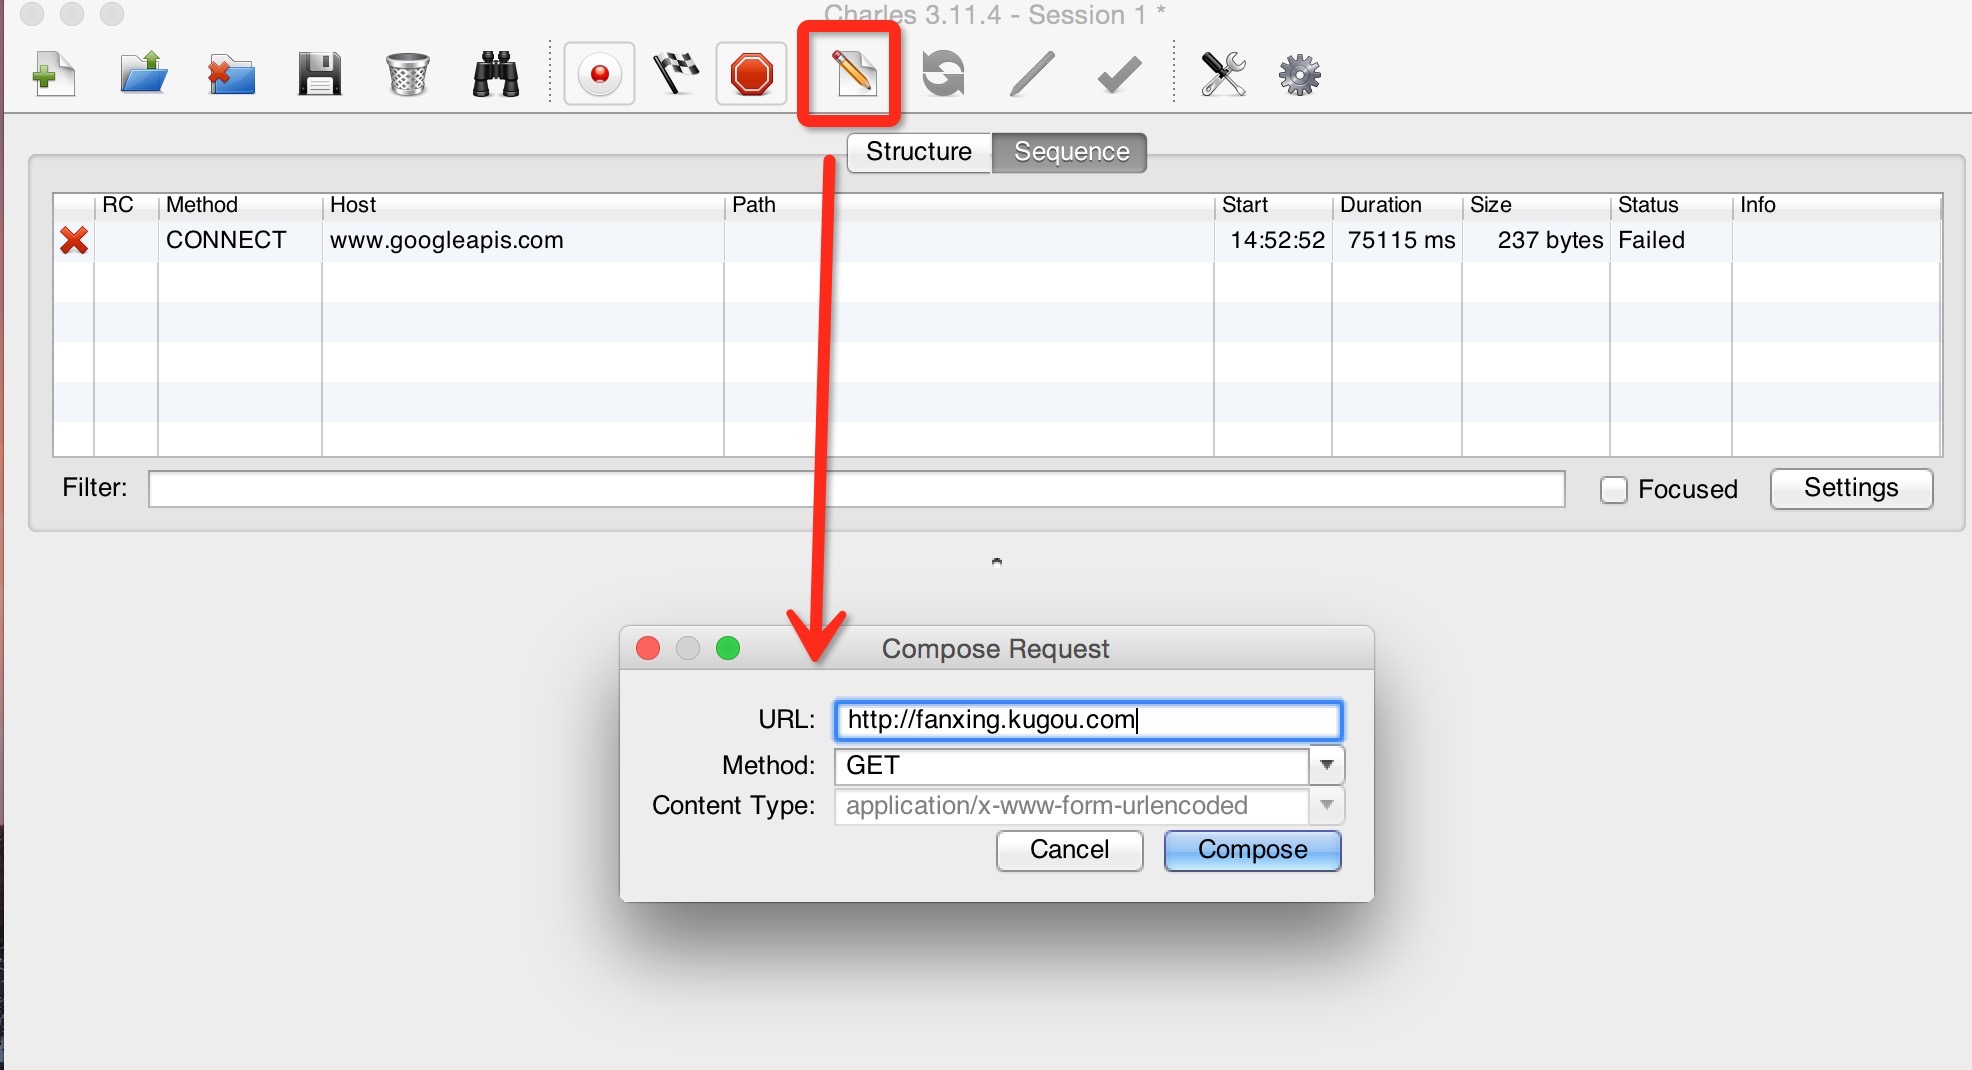 Charles 3.11.4 - Session 1 *
Structure Sequence
RC Method Host Path Start Duration Size Status Info
CONNECT www.googleapis.com 14:52:52 75115 ms 237 bytes Failed
Filter: Focused Settings
Compose Request
URL: http://fanxing.kugou.com
Method: GET
Content Type: application/x-www-form-urlencoded
Cancel Compose